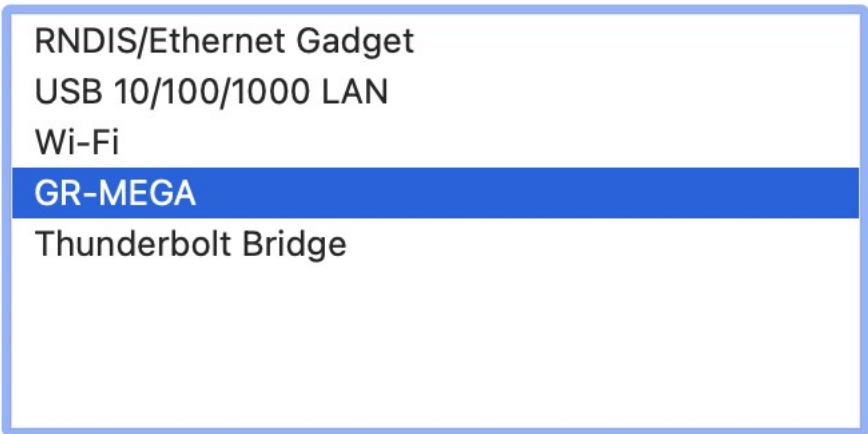 RNDIS/Ethernet Gadget
USB 10/100/1000 LAN
Wi-Fi
GR-MEGA
Thunderbolt Bridge